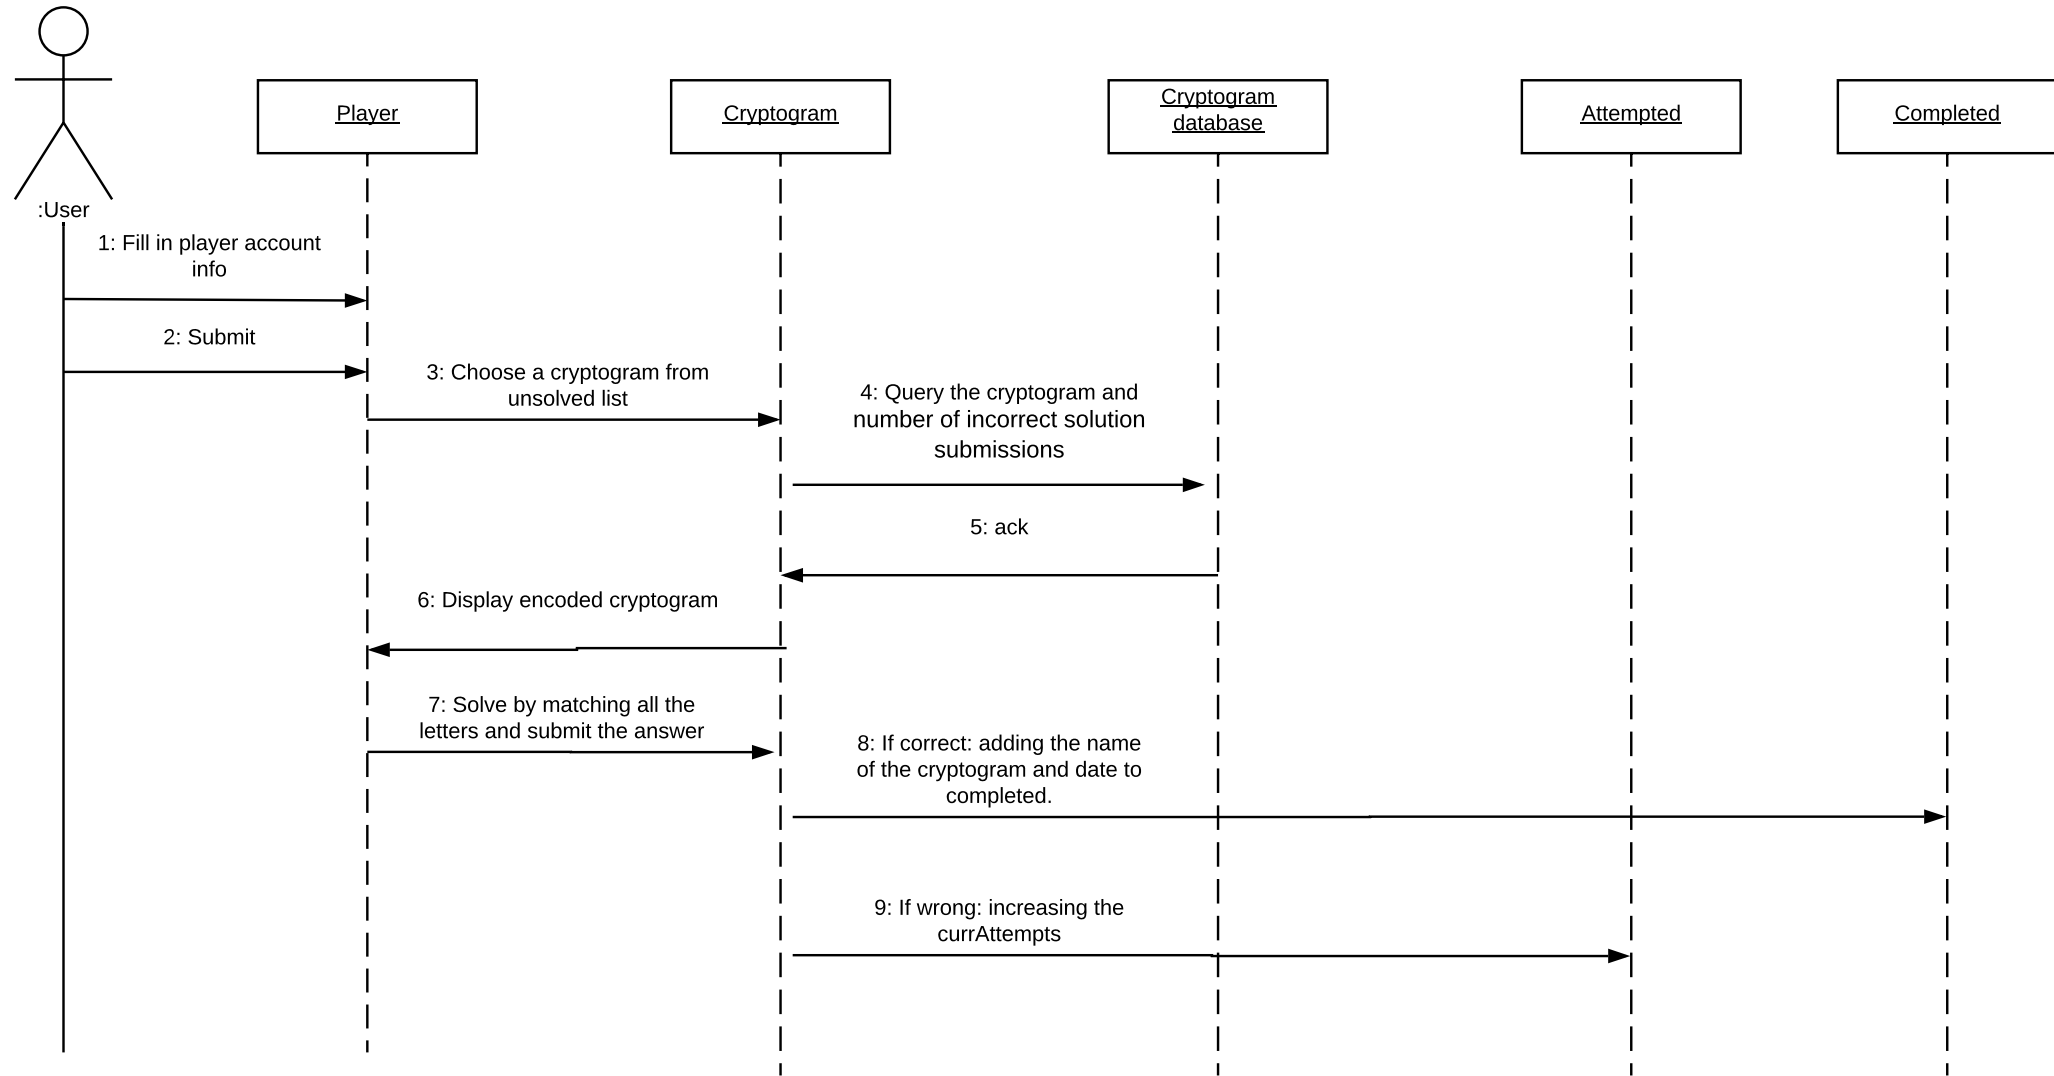 Player
Cryptogram
Cryptogram
database
Attempted
Completed
:User
1: Fill in player account
info
2: Submit
3: Choose a cryptogram from
unsolved list
4: Query the cryptogram and
number of incorrect solution
submissions
5: ack
6: Display encoded cryptogram
7: Solve by matching all the
letters and submit the answer
8: If correct: adding the name
of the cryptogram and date to
completed.
9: If wrong: increasing the
currAttempts